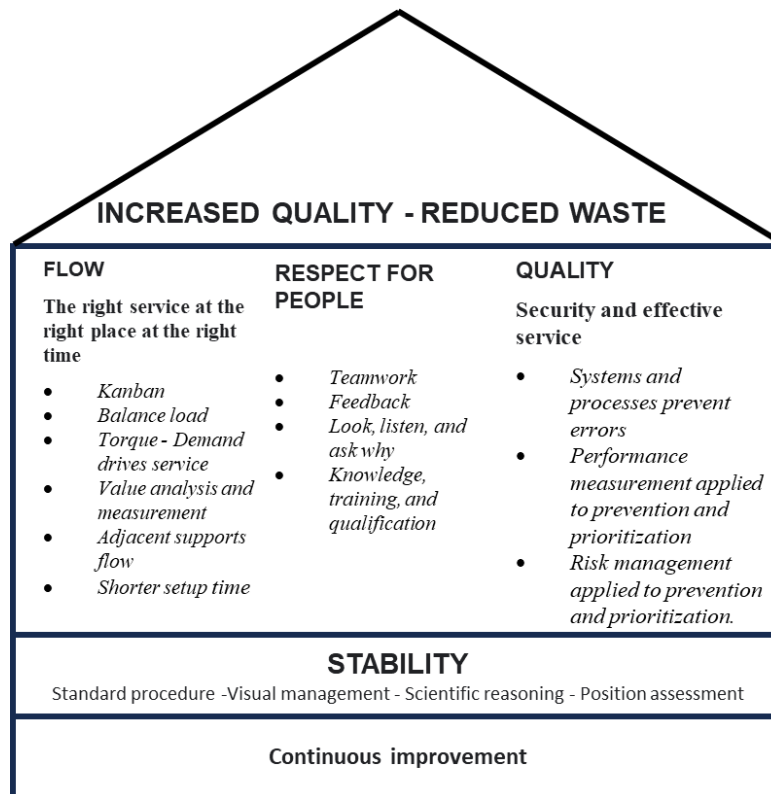 INCREASED QUALITY - REDUCED WASTE
FLOW
The right service at the
right place at the right
time
• Kanban
• Balance load
• Torque - Demand
drives service
• Value analysis and
measurement
• Adjacent supports
flow
• Shorter setup time
RESPECT FOR
PEOPLE
• Teamwork
• Feedback
• Look, listen, and
ask why
• Knowledge,
training, and
qualification
QUALITY
Security and effective
service
• Systems and
processes prevent
errors
• Performance
measurement applied
to prevention and
prioritization
• Risk management
applied to prevention
and prioritization.
STABILITY
Standard procedure -Visual management - Scientific reasoning - Position assessment
Continuous improvement